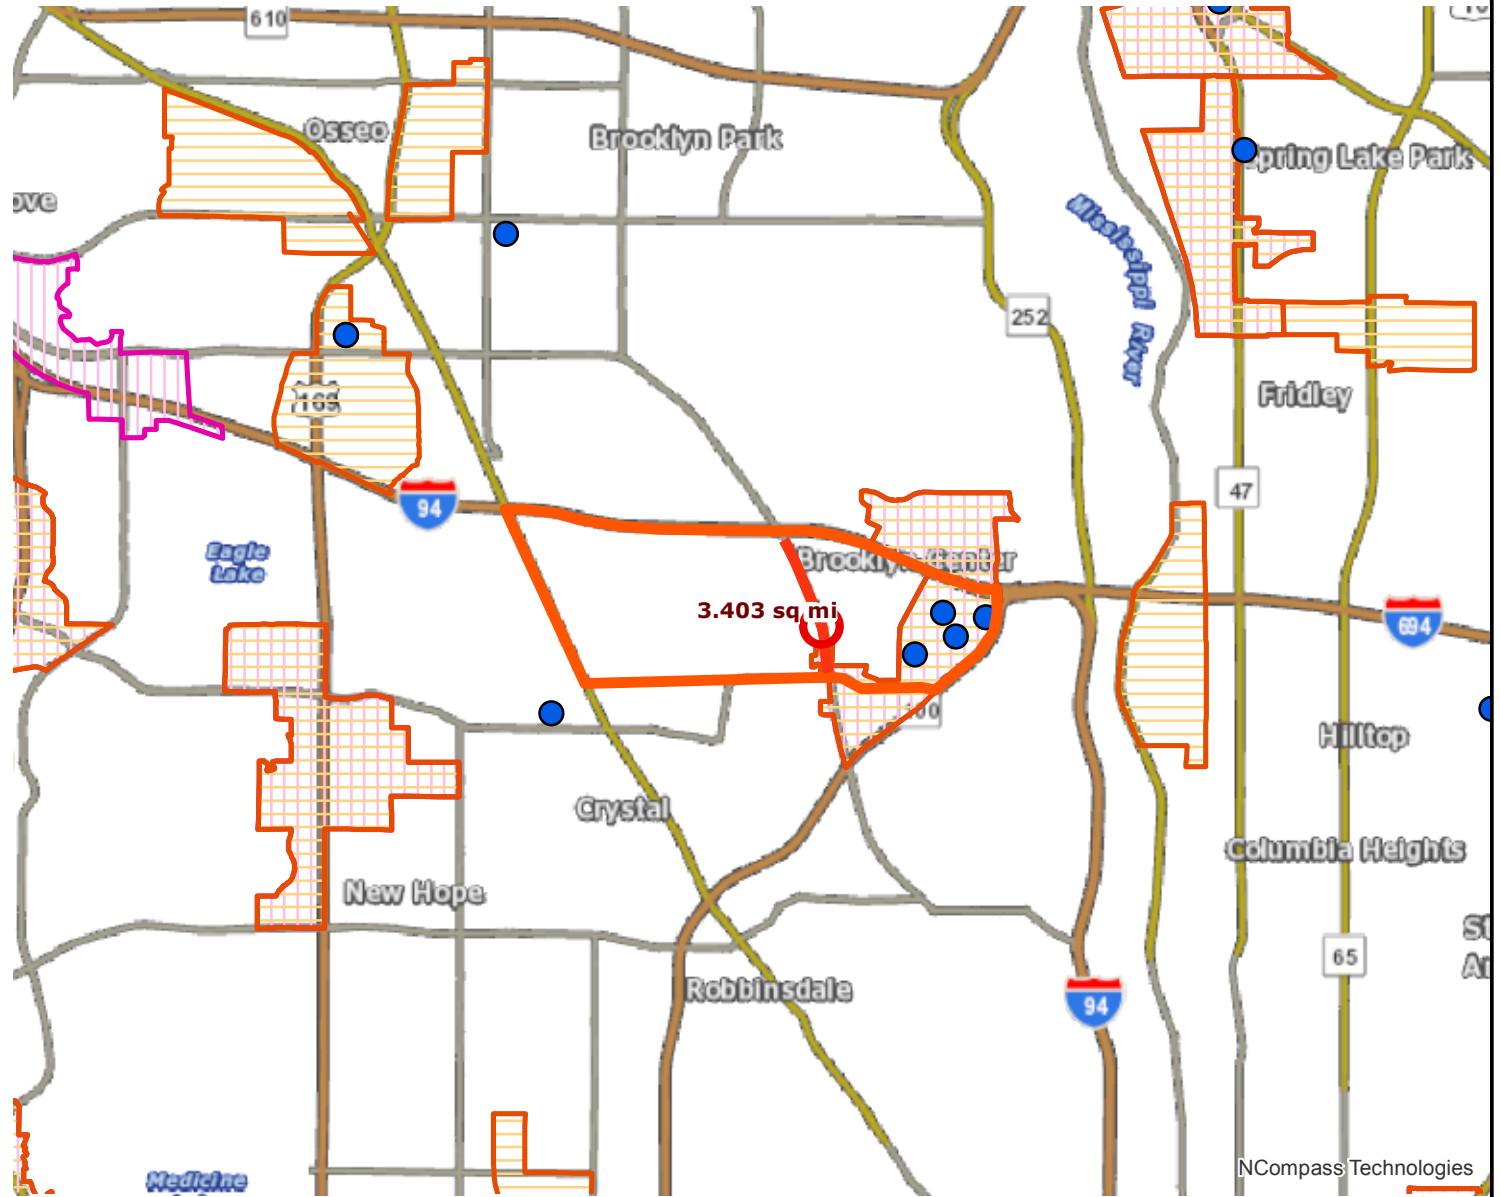 610
Osseo
Brooklyn Park
Spring Lake Park
ove
Mississippi River
252
169
Fridley
47
94
Eagle
Lake
Brooklyn Center
3.403 sq mi
694
100
Hilltop
Crystal
Columbia Heights
New Hope
65
Robbinsdale
94
NCompass Technologies
Medicine